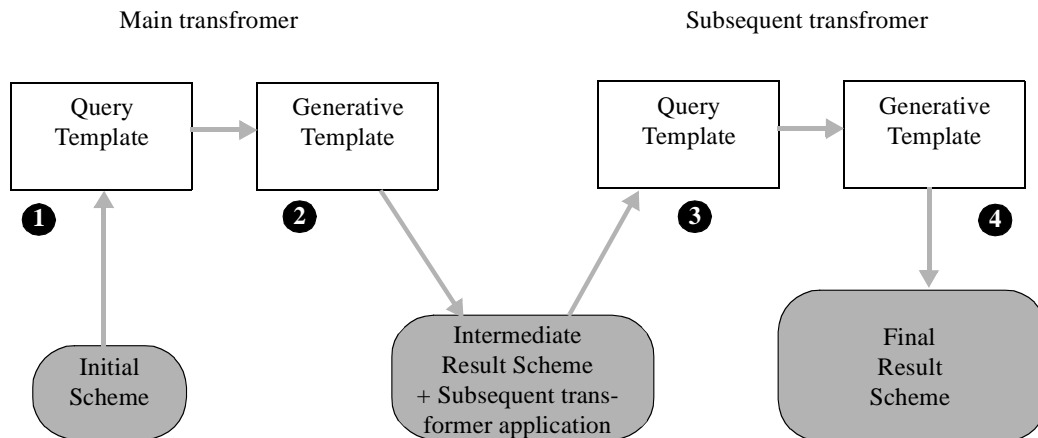 Main transfromer
Subsequent transfromer
Query
Template
Generative
Template
Query
Template
Generative
Template
1
2
3
4
Initial
Scheme
Intermediate
Result Scheme
+ Subsequent trans-
former application
Final
Result
Scheme